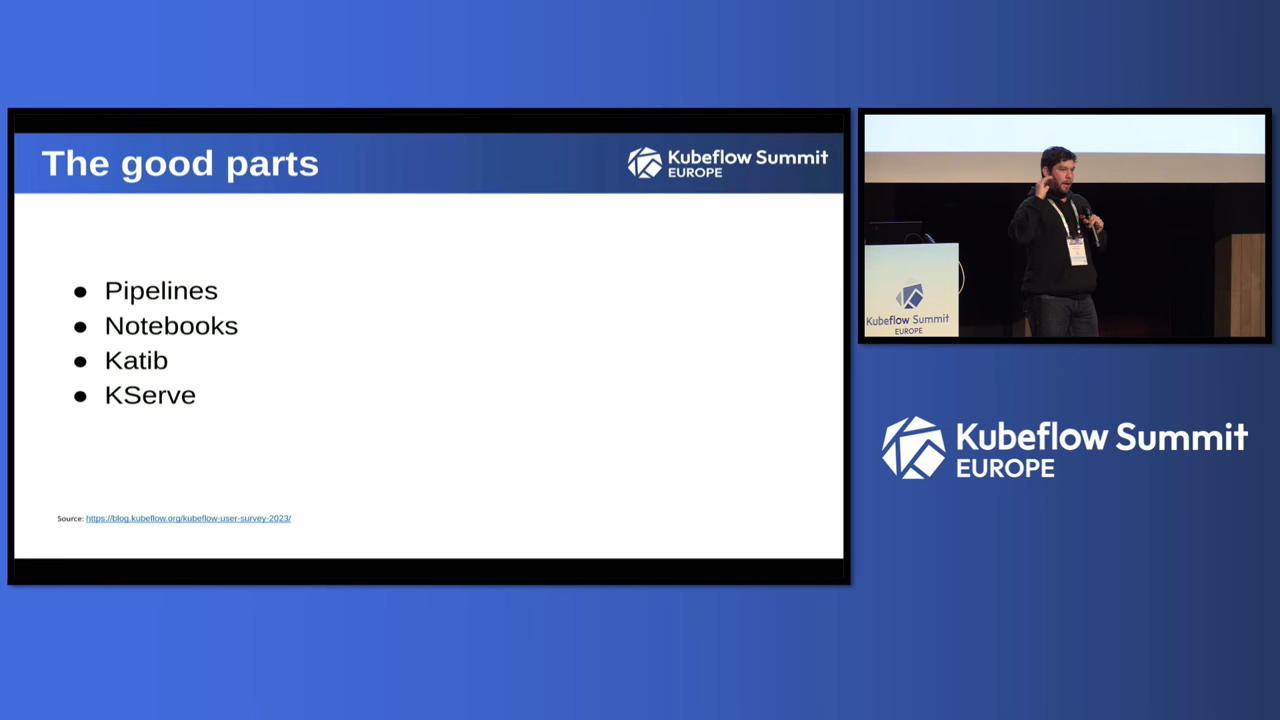 The good parts
Kubeflow Summit
EUROPE
● Pipelines
● Notebooks
● Katib
● KServe
Source: https://blog.kubeflow.org/kubeflow-user-survey-2023/
Kubeflow Summit
EUROPE
Kubeflow Summit
EUROPE